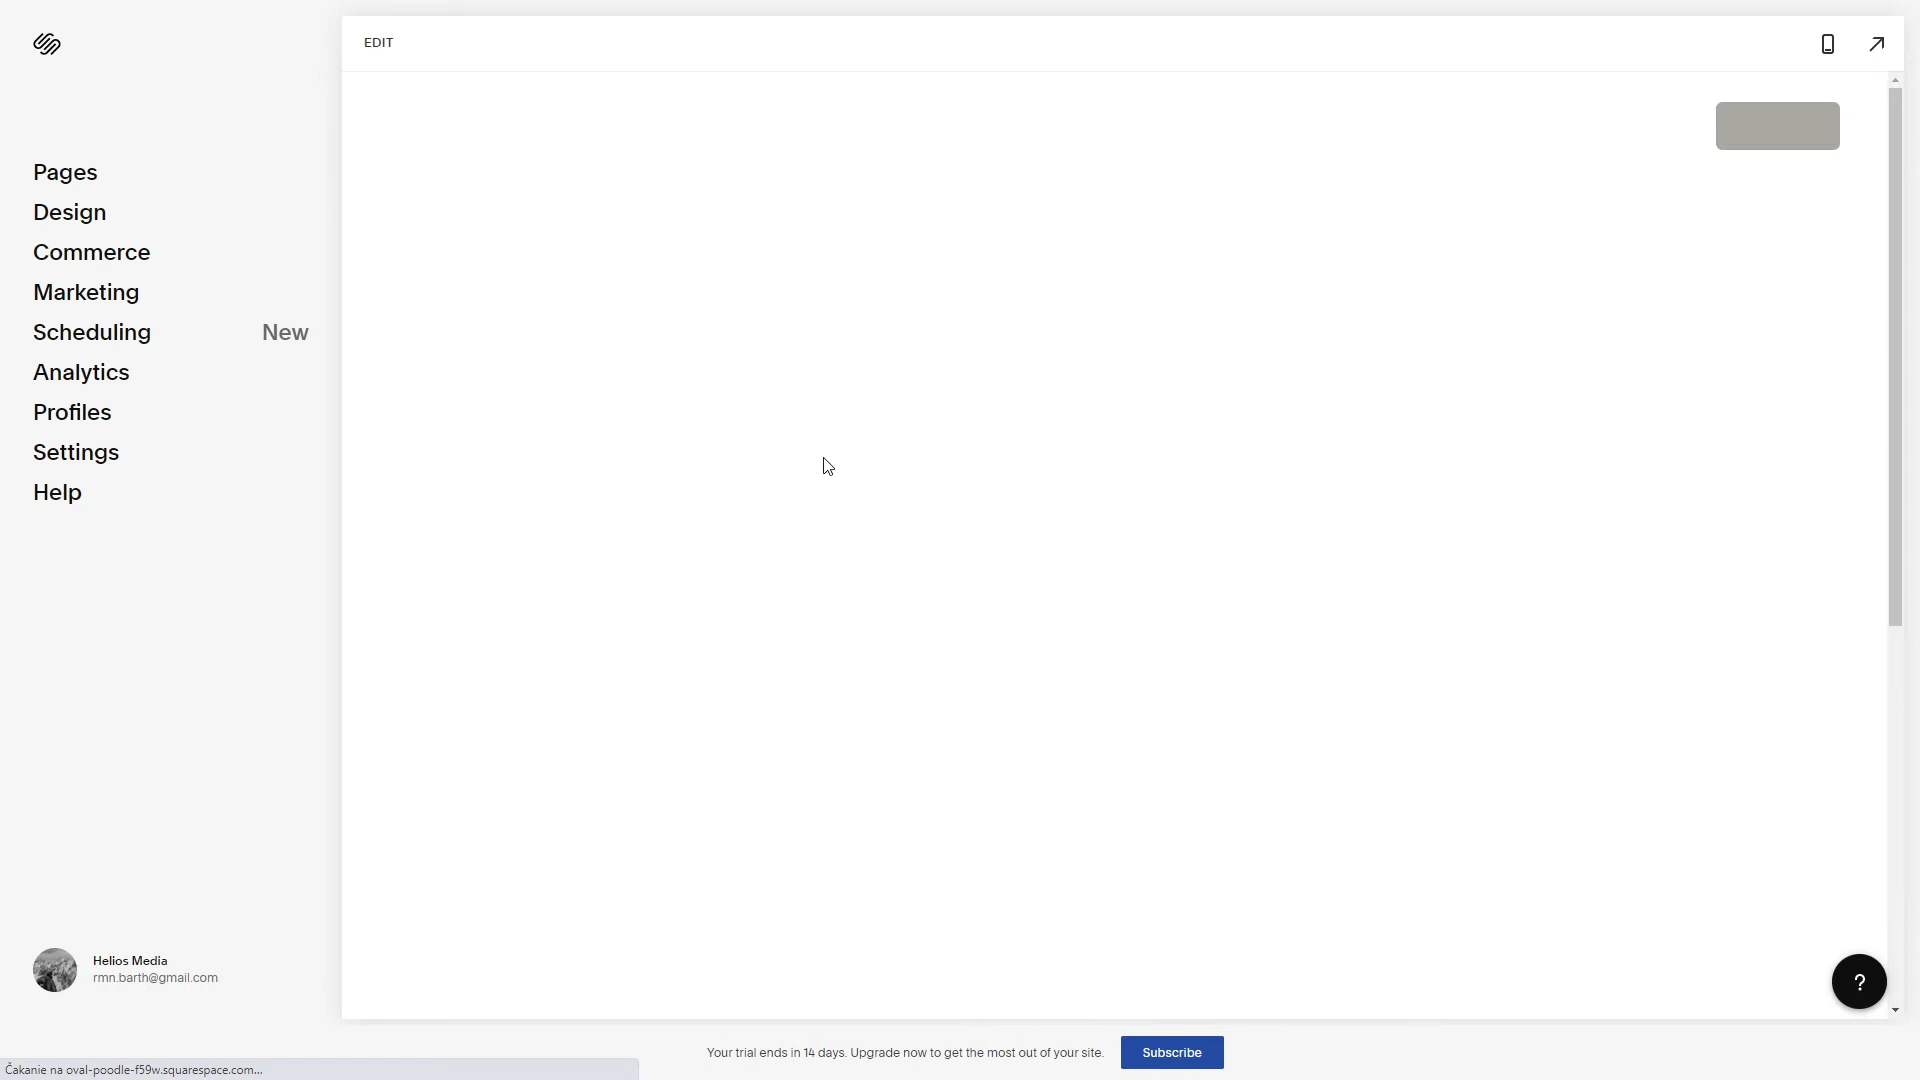 EDIT
Pages
Design
Commerce
Marketing
Scheduling New
Analytics
Profiles
Settings
Help
Helios Media
rmn.barth@gmail.com
?
Your trial ends in 14 days. Upgrade now to get the most out of your site.
Subscribe
Čakanie na oval-poodle-f59w.squarespace.com...